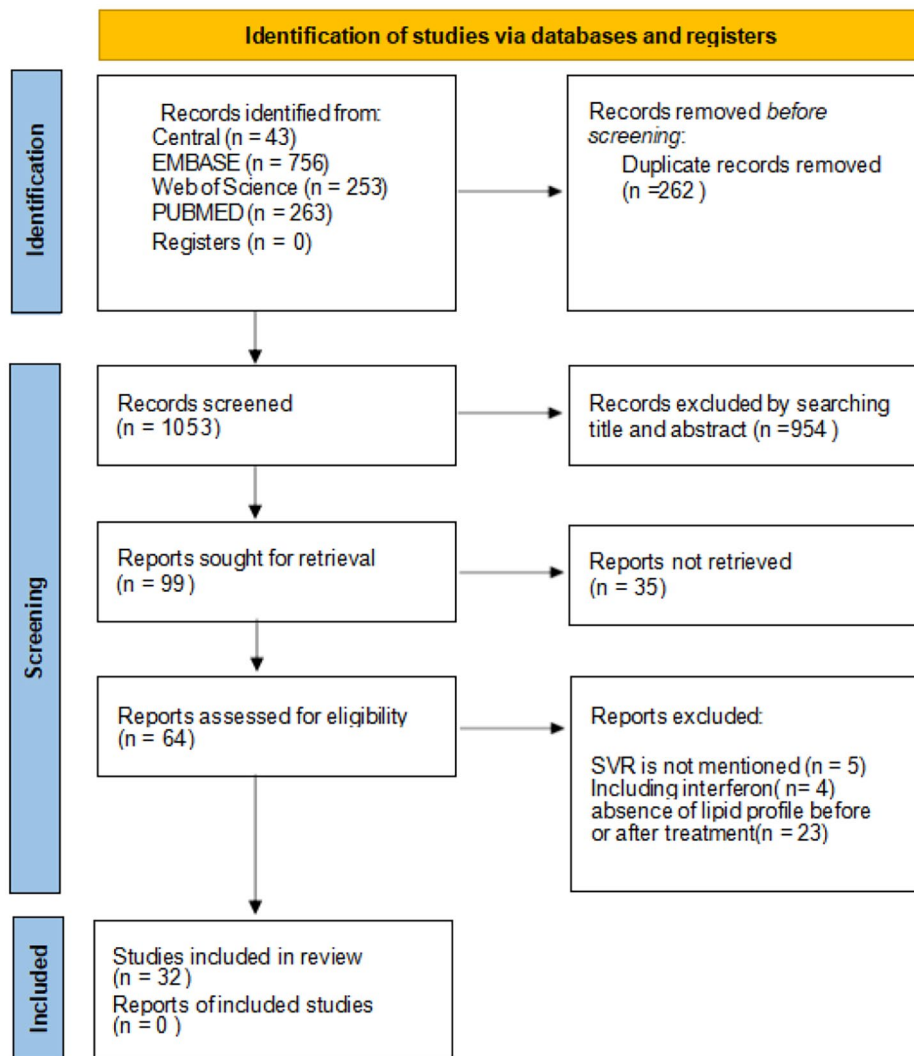 Identification of studies via databases and registers
Identification
Records identified from:
Central (n = 43)
EMBASE (n = 756)
Web of Science (n = 253)
PUBMED (n = 263)
Registers (n = 0)
Records removed before
screening:
Duplicate records removed
(n =262 )
Screening
Records screened
(n = 1053)
Records excluded by searching
title and abstract (n =954 )
Reports sought for retrieval
(n = 99)
Reports not retrieved
(n = 35)
Reports assessed for eligibility
(n = 64)
Reports excluded:
SVR is not mentioned (n = 5)
Including interferon( n= 4)
absence of lipid profile before
or after treatment(n = 23)
Included
Studies included in review
(n = 32)
Reports of included studies
(n = 0 )